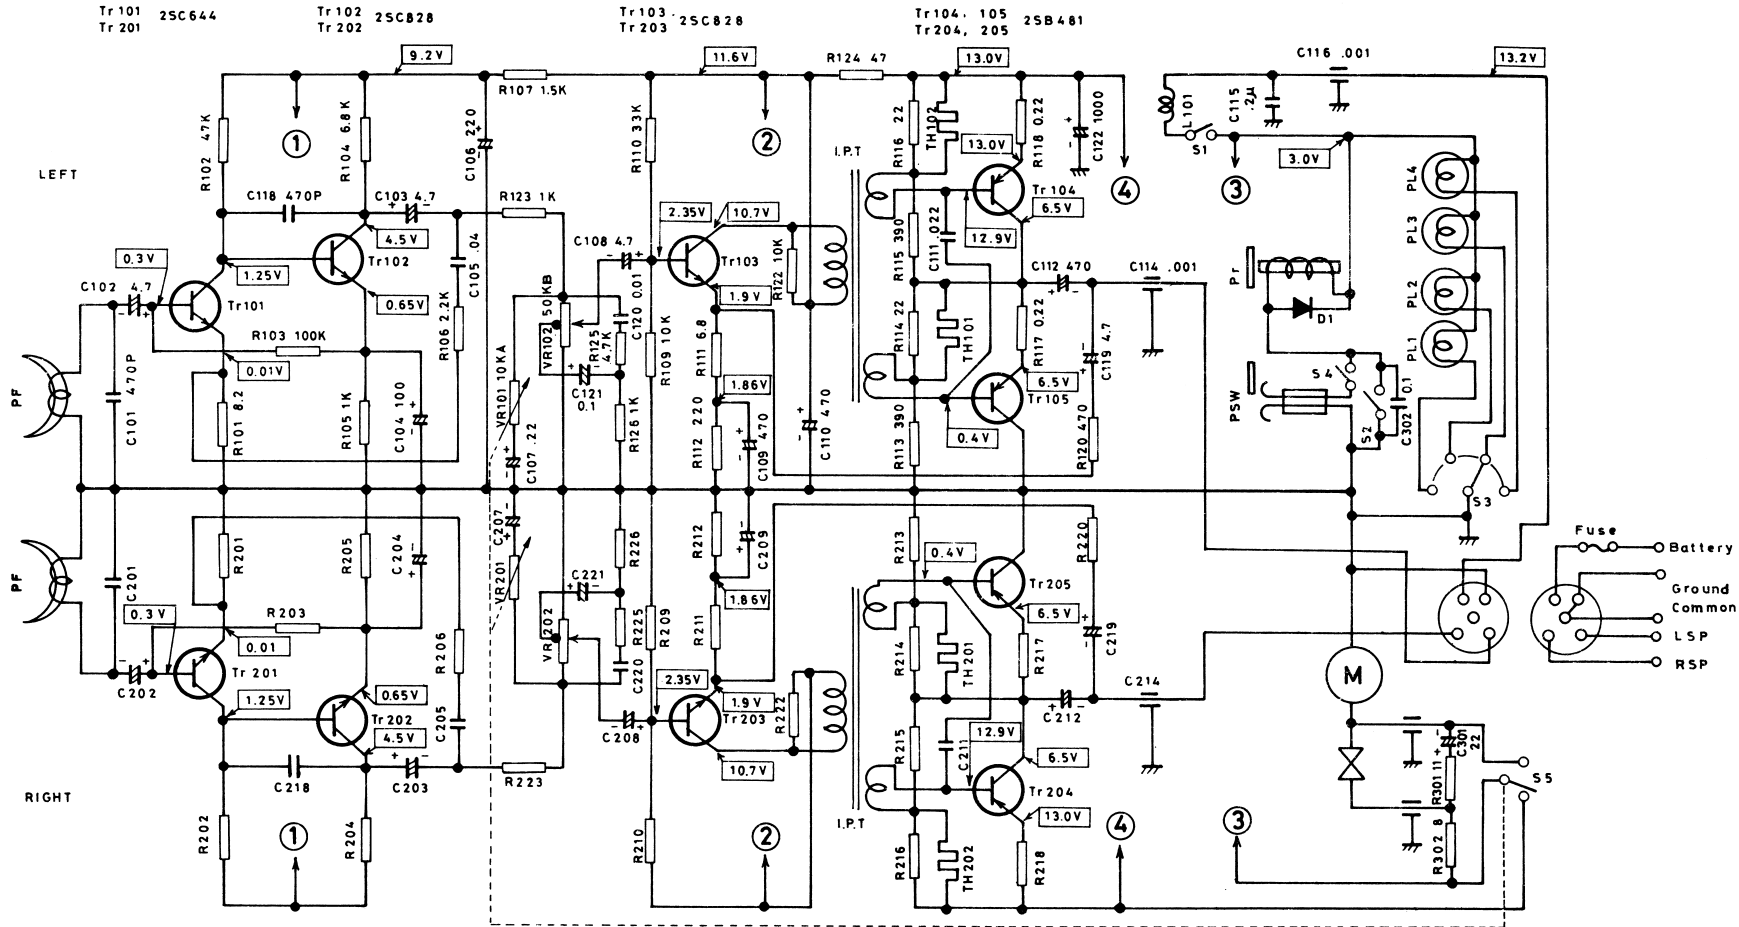 Tr101 Tr201 2SC644
Tr102 Tr202 2SC828
Tr103. Tr203 2SC828
Tr104. 105 Tr204, 205 2SB481
9.2V
11.6V
R124 47
13.0V
C116 .001
13.2V
R107 1.5K
R102 47K
1
R104 6.8K
C106 220
R110 33K
2
R116 22
TH102
R118 0.22
C122 1000
13.0V
L101
S1
C115 .2μ
3.0V
I.P.T
4
3
PL4
LEFT
C118 470P
C103 4.7
R123 1K
2.35V
10.7V
Tr104
6.5V
PL3
4.5V
C105 .04
C108 4.7
R122 10K
R115 390
C111 .022
12.9V
0.3V
1.25V
Tr102
Tr103
C112 470
C114 .001
Pr
C102 4.7
Tr101
0.65V
R106 2.2K
VR102 50KB
C120 0.01
1.9V
R114 22
TH101
R117 0.22
C119 4.7
D1
PL2
R103 100K
R125 4.7K
R109 10K
R111 6.8
PL1
0.01V
VR101 10KA
C121 0.1
1.86V
6.5V
Tr105
S4
PF
C101 470P
R101 8.2
R105 1K
C104 100
C107 .22
R126 1K
R112 220
C109 470
C110 470
R113 390
0.4V
R120 470
PSW
S2
C302 0.1
S3
C207
R201
R205
C204
R226
R212
C209
R213
R220
Fuse
Battery
Ground
Common
LSP
RSP
PF
C201
VR201
C221
1.86V
0.4V
Tr205
0.3V
R203
R206
VR202
R225
R209
R211
6.5V
0.01
C220
R214
TH201
R217
C219
Tr201
C202
1.25V
0.65V
Tr202
C205
2.35V
1.9V
Tr203
R222
C214
M
C212
C208
4.5V
C218
C203
R223
10.7V
R215
C211
12.9V
6.5V
C301 22
R301 11
S5
RIGHT
Tr204
13.0V
I.P.T
R202
1
R204
R210
2
R216
TH202
R218
4
3
R302 8